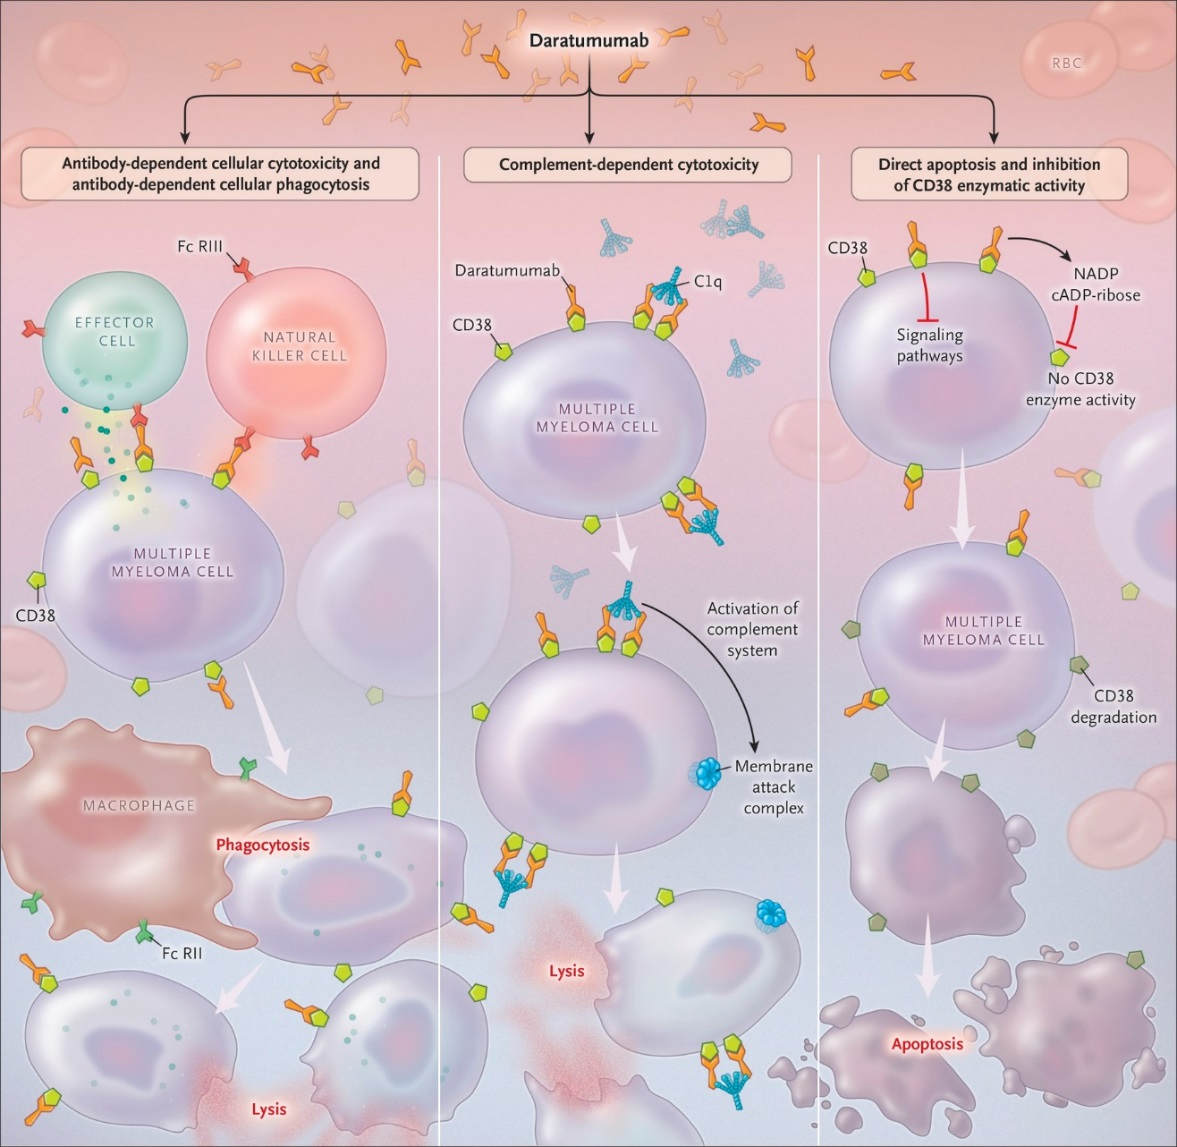 Daratumumab
RBC
Antibody-dependent cellular cytotoxicity and
antibody-dependent cellular phagocytosis
Complement-dependent cytotoxicity
Direct apoptosis and inhibition
of CD38 enzymatic activity
Fc RIII
EFFECTOR
CELL
NATURAL
KILLER CELL
MULTIPLE
MYELOMA CELL
CD38
MACROPHAGE
Phagocytosis
Fc RII
Lysis
Daratumumab
C1q
CD38
MULTIPLE
MYELOMA CELL
Activation of
complement
system
Membrane
attack
complex
Lysis
CD38
NADP
cADP-ribose
Signaling
pathways
No CD38
enzyme activity
MULTIPLE
MYELOMA CELL
CD38
degradation
Apoptosis